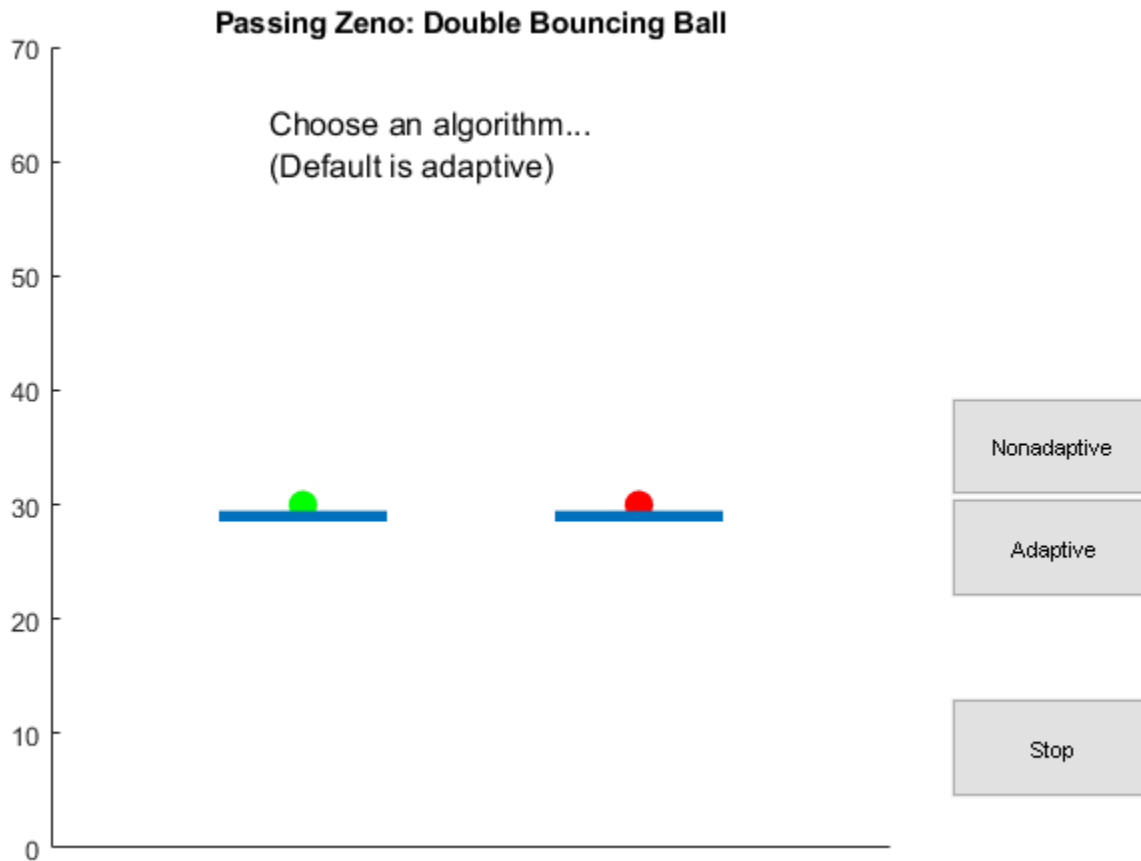 Passing Zeno: Double Bouncing Ball
70
Choose an algorithm...
(Default is adaptive)
60
50
40
30
20
10
0
Nonadaptive
Adaptive
Stop